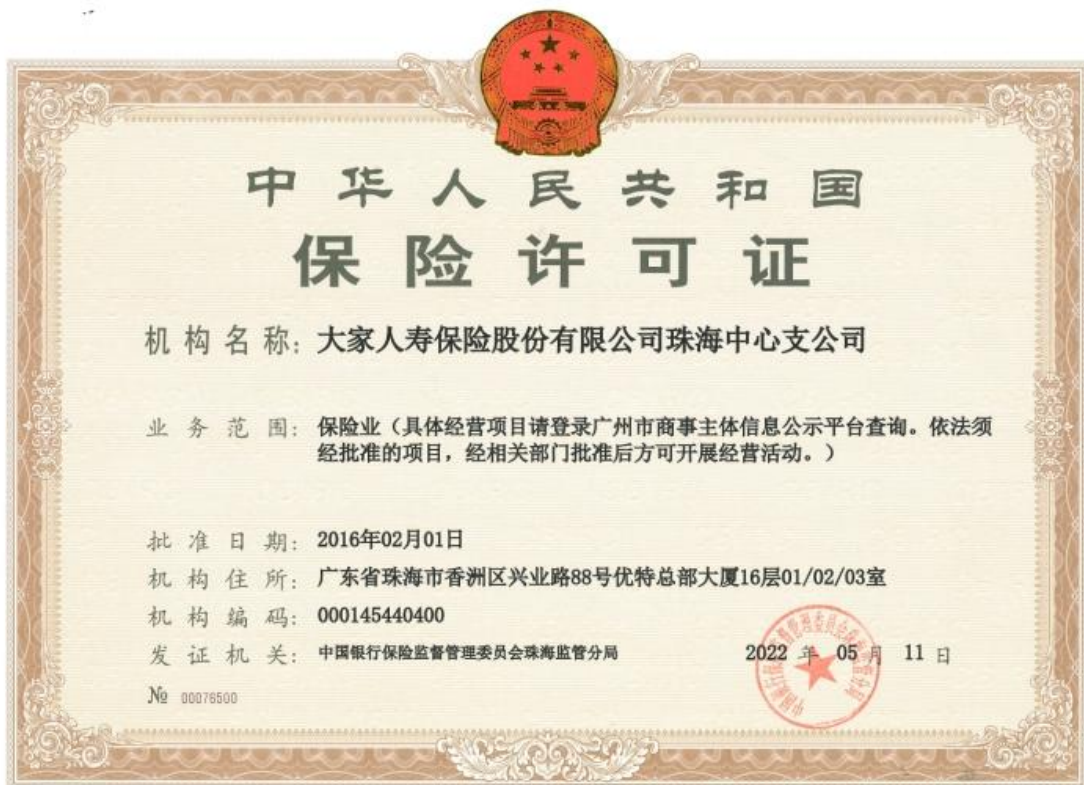 中华人民共和国
保险许可证
机构名称：大家人寿保险股份有限公司珠海中心支公司
业务范围：保险业（具体经营项目请登录广州市商事主体信息公示平台查询。依法须
经批准的项目，经相关部门批准后方可开展经营活动。）
批准日期：2016年02月01日
机构住所：广东省珠海市香洲区兴业路88号优特总部大厦16层01/02/03室
机构编码：000145440400
发证机关：中国银行保险监督管理委员会珠海监管分局
2022 年 05 月 11 日
№ 00076500